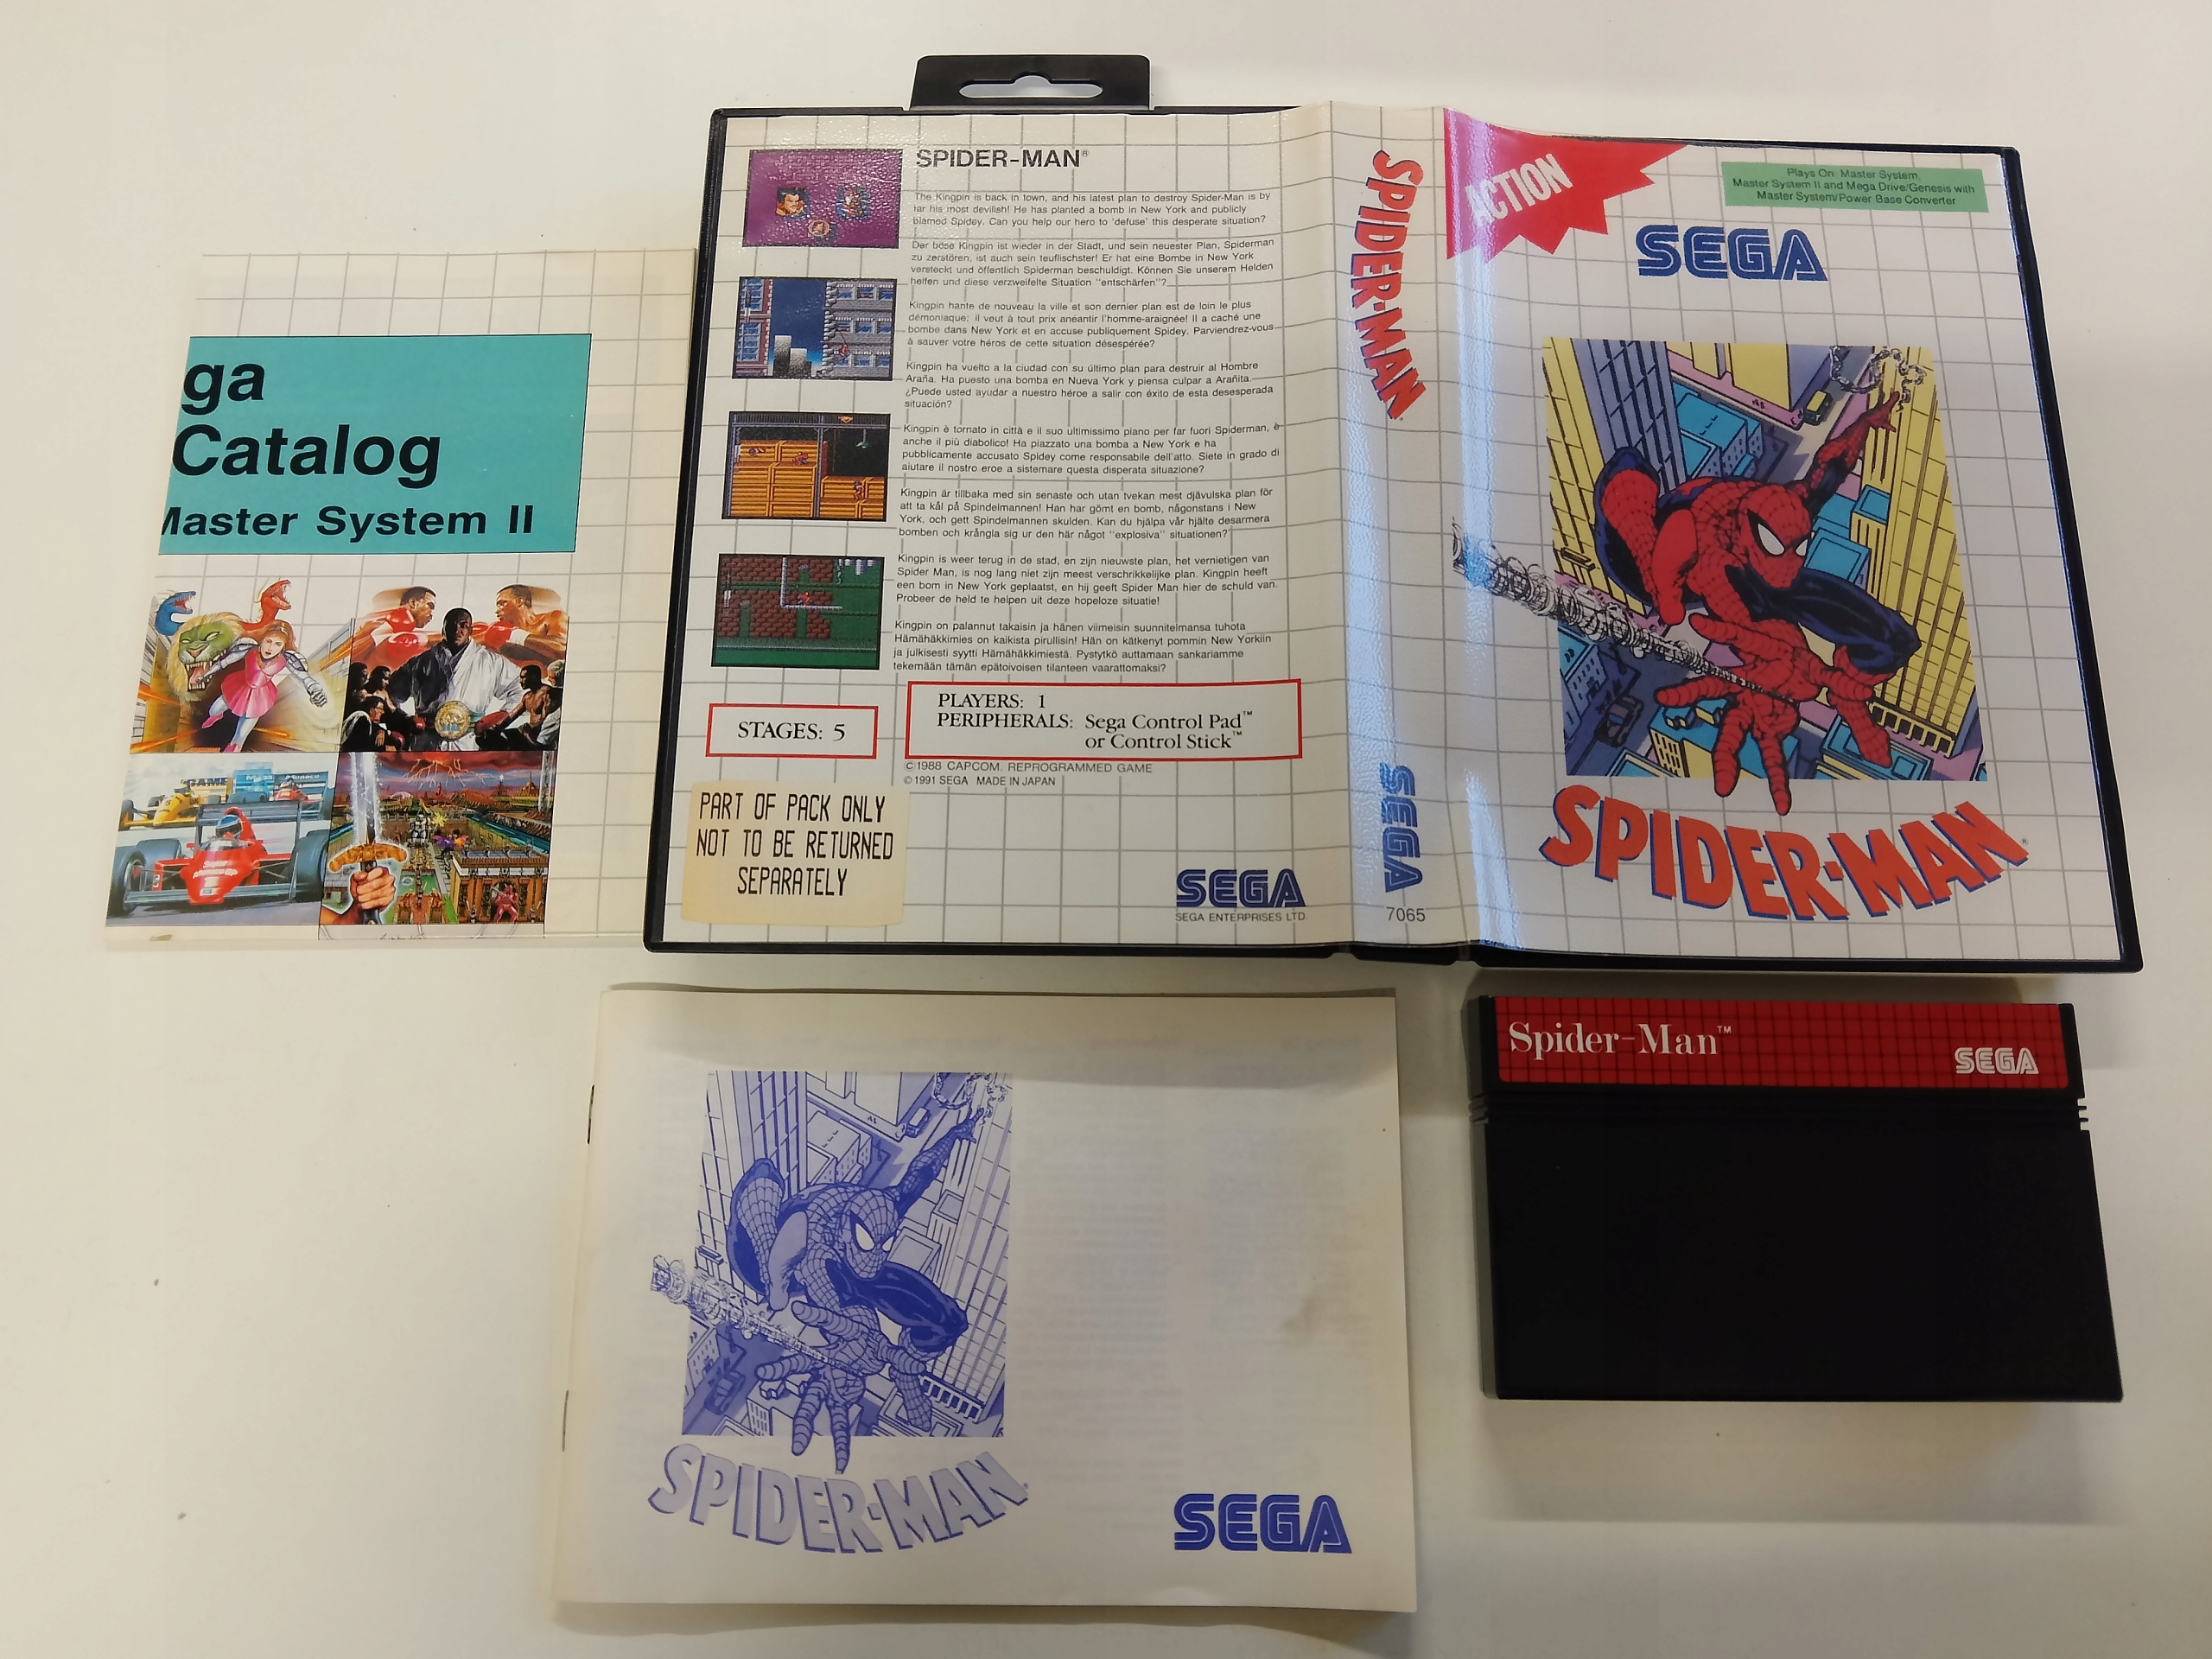 ga
Catalog
Master System II
SPIDER-MAN®
The Kingpin is back in town, and his latest plan to destroy Spider-Man is by
far his most devilish! He has planted a bomb in New York and publicly
blamed Spidey. Can you help our hero to 'defuse' this desperate situation?
Der böse Kingpin ist wieder in der Stadt, und sein neuester Plan, Spiderman
zu zerstören, ist auch sein teuflischster! Er hat eine Bombe in New York
versteckt und öffentlich Spiderman beschuldigt. Können Sie unserem Helden
helfen und diese verzweifelte Situation "entschärfen"?
Kingpin hante de nouveau la ville et son dernier plan est de loin le plus
démoniaque: il veut à tout prix anéantir l'homme-araignée! Il a caché une
bombe dans New York et en accuse publiquement Spidey. Parviendrez-vous
à sauver votre héros de cette situation désespérée?
Kingpin ha vuelto a la ciudad con su último plan para destruir al Hombre
Araña. Ha puesto una bomba en Nueva York y piensa culpar a Arañita.
¿Puede usted ayudar a nuestro héroe a salir con éxito de esta desesperada
situación?
Kingpin è tornato in città e il suo ultimissimo piano per far fuori Spiderman, è
anche il più diabolico! Ha piazzato una bomba a New York e ha
pubblicamente accusato Spidey come responsabile dell'atto. Siete in grado di
aiutare il nostro eroe a sistemare questa disperata situazione?
Kingpin är tillbaka med sin senaste och utan tvekan mest djävulska plan för
att ta kål på Spindelmannen! Han har gömt en bomb, någonstans i New
York, och gett Spindelmannen skulden. Kan du hjälpa vår hjälte desarmera
bomben och krångla sig ur den här något "explosiva" situationen?
Kingpin is weer terug in de stad, en zijn nieuwste plan, het vernietigen van
Spider Man, is nog lang niet zijn meest verschrikkelijke plan. Kingpin heeft
een bom in New York geplaatst, en hij geeft Spider Man hier de schuld van.
Probeer de held te helpen uit deze hopeloze situatie!
Kingpin on palannut takaisin ja hänen viimeisin suunnitelmansa tuhota
Hämähäkkimies on kaikista pirullisin! Hän on kätkenyt pommin New Yorkiin
ja julkisesti syytti Hämähäkkimiestä. Pystytkö auttamaan sankariamme
tekemään tämän epätoivoisen tilanteen vaarattomaksi?
STAGES: 5
PLAYERS: 1
PERIPHERALS: Sega Control Pad™
or Control Stick™
© 1988 CAPCOM. REPROGRAMMED GAME
© 1991 SEGA MADE IN JAPAN
PART OF PACK ONLY
NOT TO BE RETURNED
SEPARATELY
SEGA
SEGA ENTERPRISES LTD.
SPIDER-MAN
SEGA
7065
ACTION
Plays On: Master System,
Master System II and Mega Drive/Genesis with
Master System/Power Base Converter
SEGA
SPIDER-MAN®
SPIDER-MAN
SEGA
Spider-Man™
SEGA